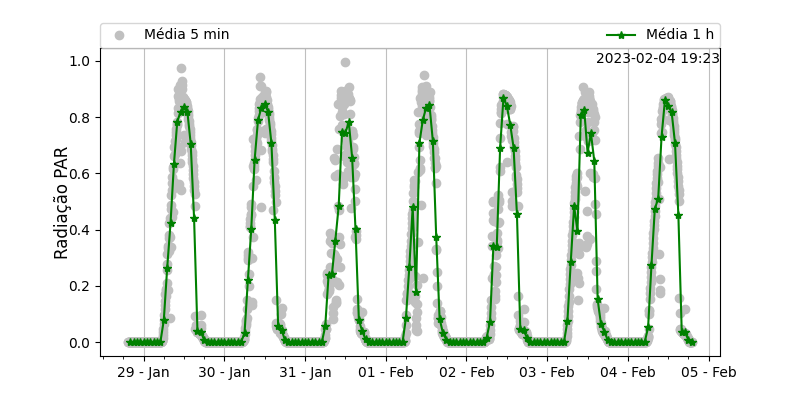 Média 5 min
Média 1 h
2023-02-04 19:23
Radiação PAR
1.0
0.8
0.6
0.4
0.2
0.0
29 - Jan
30 - Jan
31 - Jan
01 - Feb
02 - Feb
03 - Feb
04 - Feb
05 - Feb